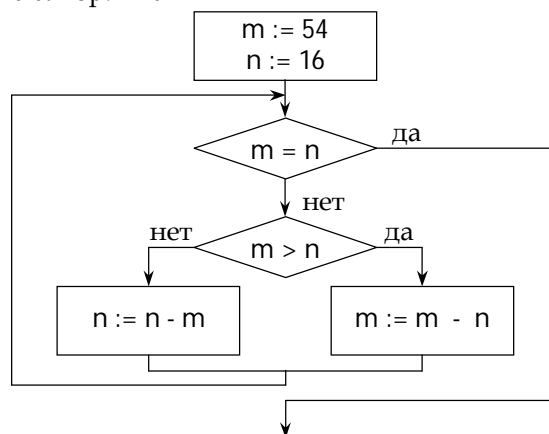 m := 54
n := 16
m = n
да
нет
нет
m > n
да
n := n - m
m := m - n